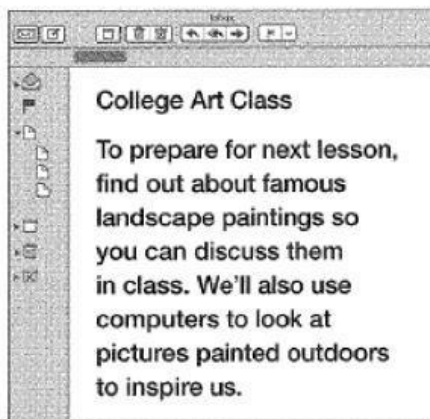 Inbox
College Art Class
To prepare for next lesson,
find out about famous
landscape paintings so
you can discuss them
in class. We'll also use
computers to look at
pictures painted outdoors
to inspire us.